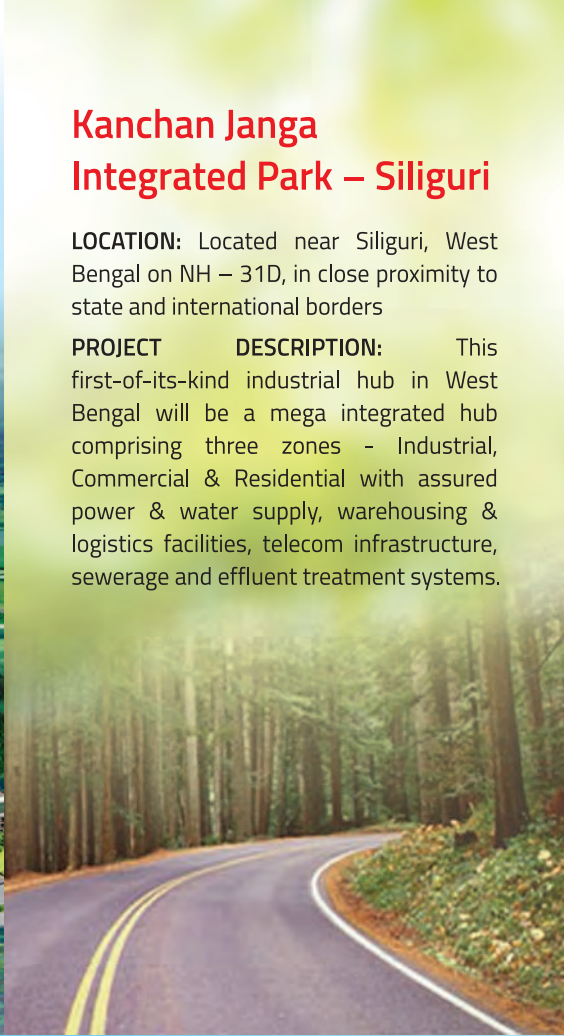 Kanchan Janga
Integrated Park – Siliguri
LOCATION: Located near Siliguri, West
Bengal on NH – 31D, in close proximity to
state and international borders
PROJECT DESCRIPTION: This
first-of-its-kind industrial hub in West
Bengal will be a mega integrated hub
comprising three zones - Industrial,
Commercial & Residential with assured
power & water supply, warehousing &
logistics facilities, telecom infrastructure,
sewerage and effluent treatment systems.